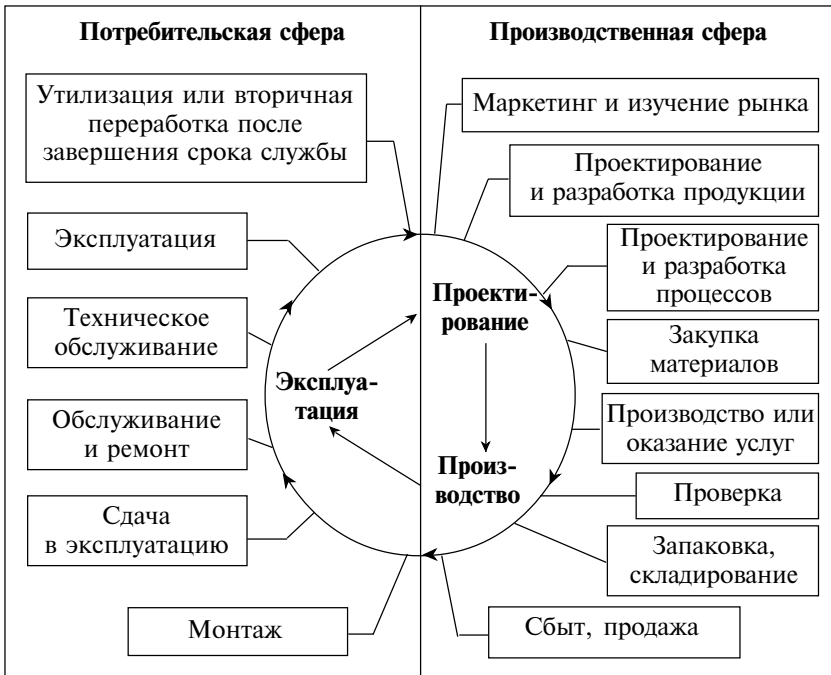 Потребительская сфера
Утилизация или вторичная
переработка после
завершения срока службы
Эксплуатация
Техническое
обслуживание
Обслуживание
и ремонт
Сдача
в эксплуатацию
Монтаж
Эксплуа-
тация
Производственная сфера
Маркетинг и изучение рынка
Проектирование
и разработка продукции
Проектирование
и разработка
процессов
Закупка
материалов
Производство или
оказание услуг
Проверка
Запаковка,
складирование
Сбыт, продажа
Проекти-
рование
Произ-
водство